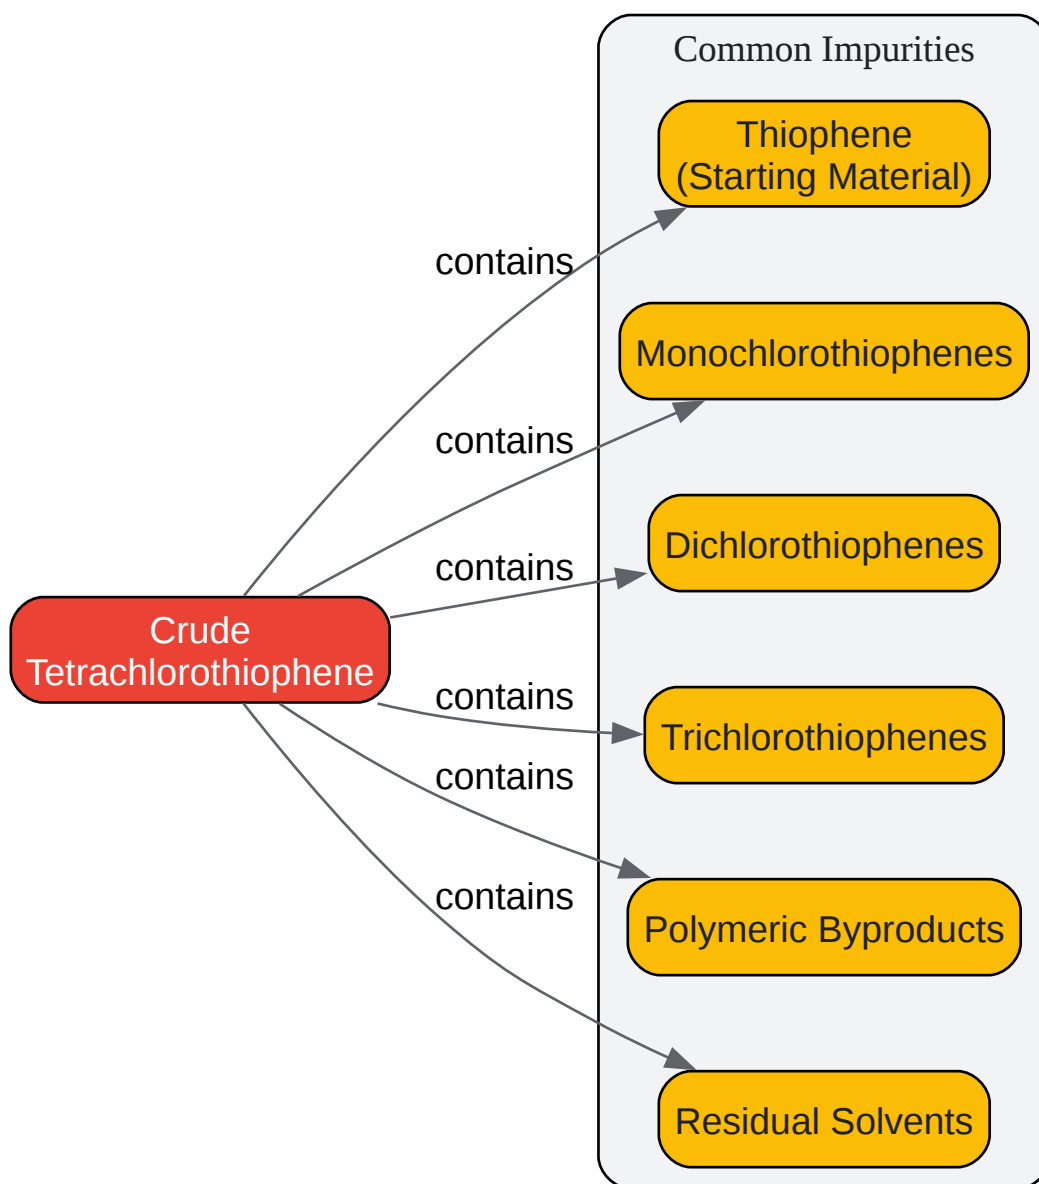 Common Impurities
Thiophene
(Starting Material)
contains
Monochlorothiophenes
contains
Dichlorothiophenes
contains
Crude
Tetrachlorothiophene
contains
Trichlorothiophenes
contains
Polymeric Byproducts
contains
Residual Solvents